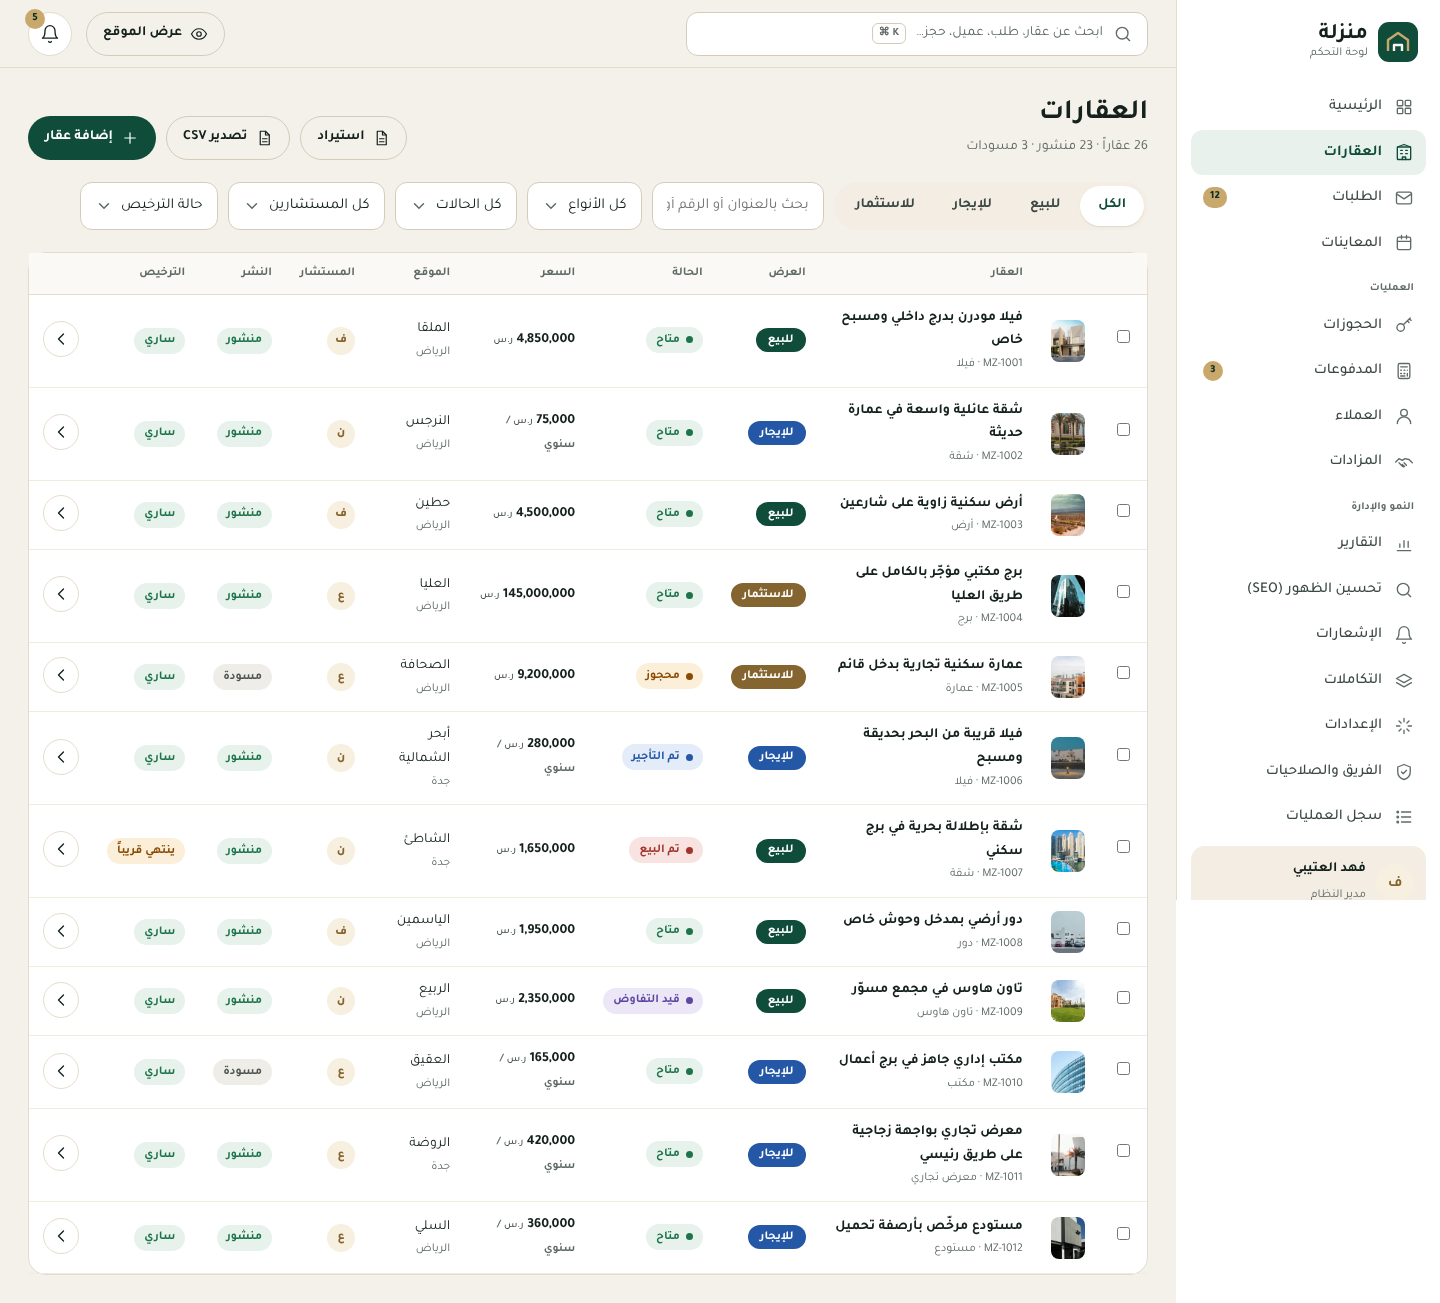 منزلة
لوحة التحكم
الرئيسية
العقارات
الطلبات
12
المعاينات
العمليات
الحجوزات
المدفوعات
3
العملاء
المزادات
النمو والإدارة
التقارير
تحسين الظهور (SEO)
الإشعارات
التكاملات
الإعدادات
الفريق والصلاحيات
سجل العمليات
ف
فهد العتيبي
مدير النظام
ابحث عن عقار، طلب، عميل، حجز...
⌘ K
عرض الموقع
5
العقارات
26 عقاراً · 23 منشور · 3 مسودات
استيراد
تصدير CSV
إضافة عقار
الكل
للبيع
للإيجار
للاستثمار
بحث بالعنوان أو الرقم أو
كل الأنواع
كل الحالات
كل المستشارين
حالة الترخيص
العقار العرض الحالة السعر الموقع المستشار النشر الترخيص
فيلا مودرن بدرج داخلي ومسبح
خاص
MZ-1001 · فيلا
للبيع
متاح
4,850,000 ر.س
الملقا
الرياض
ف
منشور
ساري
شقة عائلية واسعة في عمارة
حديثة
MZ-1002 · شقة
للإيجار
متاح
75,000 ر.س /
سنوي
النرجس
الرياض
ن
منشور
ساري
أرض سكنية زاوية على شارعين
MZ-1003 · أرض
للبيع
متاح
4,500,000 ر.س
حطين
الرياض
ف
منشور
ساري
برج مكتبي مؤجّر بالكامل على
طريق العليا
MZ-1004 · برج
للاستثمار
متاح
145,000,000 ر.س
العليا
الرياض
ع
منشور
ساري
عمارة سكنية تجارية بدخل قائم
MZ-1005 · عمارة
للاستثمار
محجوز
9,200,000 ر.س
الصحافة
الرياض
ع
مسودة
ساري
فيلا قريبة من البحر بحديقة
ومسبح
MZ-1006 · فيلا
للإيجار
تم التأجير
280,000 ر.س /
سنوي
أبحر
الشمالية
جدة
ن
منشور
ساري
شقة بإطلالة بحرية في برج
سكني
MZ-1007 · شقة
للبيع
تم البيع
1,650,000 ر.س
الشاطئ
جدة
ن
منشور
ينتهي قريباً
دور أرضي بمدخل وحوش خاص
MZ-1008 · دور
للبيع
متاح
1,950,000 ر.س
الياسمين
الرياض
ف
منشور
ساري
تاون هاوس في مجمع مسوّر
MZ-1009 · تاون هاوس
للبيع
قيد التفاوض
2,350,000 ر.س
الربيع
الرياض
ن
منشور
ساري
مكتب إداري جاهز في برج أعمال
MZ-1010 · مكتب
للإيجار
متاح
165,000 ر.س /
سنوي
العقيق
الرياض
ع
مسودة
ساري
معرض تجاري بواجهة زجاجية
على طريق رئيسي
MZ-1011 · معرض تجاري
للإيجار
متاح
420,000 ر.س /
سنوي
الروضة
جدة
ع
منشور
ساري
مستودع مرخّص بأرصفة تحميل
MZ-1012 · مستودع
للإيجار
متاح
360,000 ر.س /
سنوي
السلي
الرياض
ع
منشور
ساري